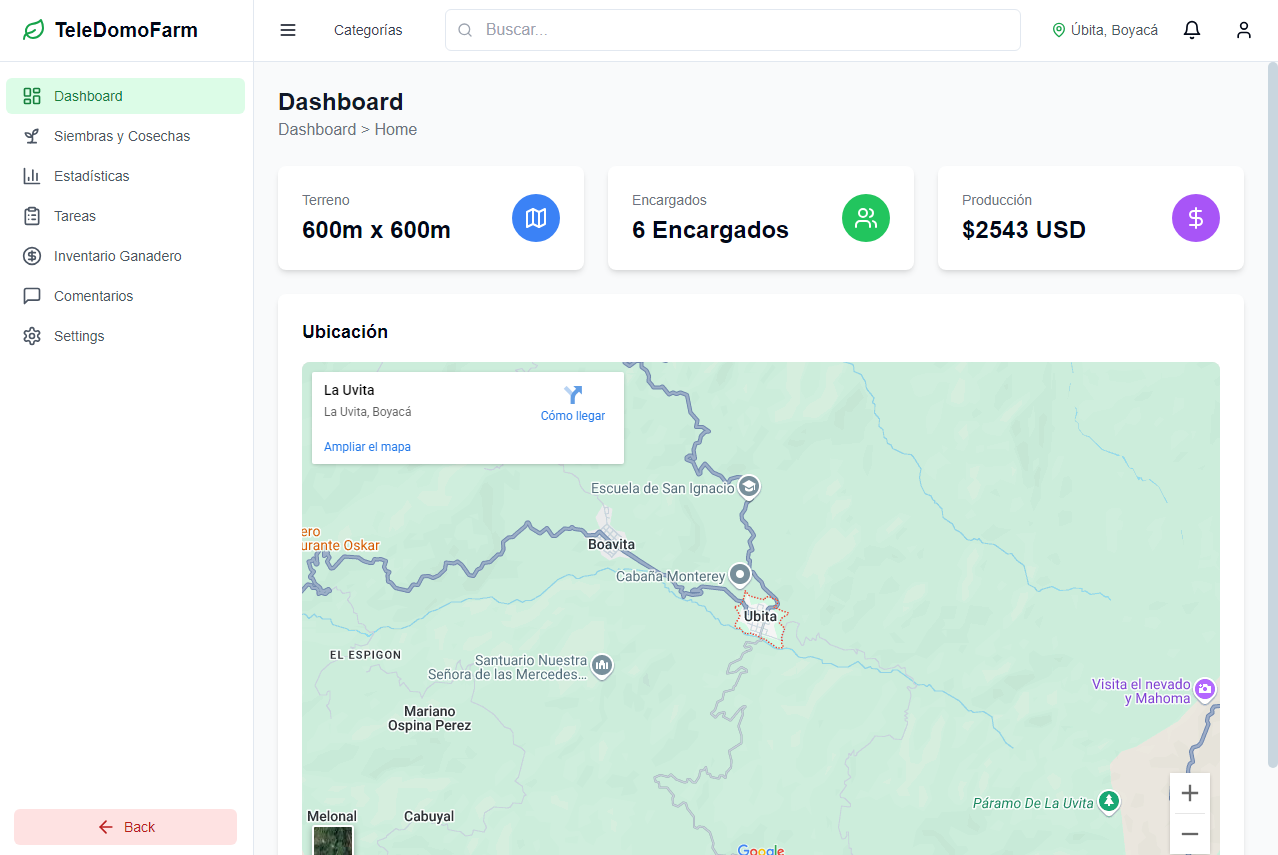 TeleDomoFarm
Categorías
Buscar...
Úbita, Boyacá
Dashboard
Siembras y Cosechas
Estadísticas
Tareas
Inventario Ganadero
Comentarios
Settings
Back
Dashboard
Dashboard > Home
Terreno
600m x 600m
Encargados
6 Encargados
Producción
$2543 USD
Ubicación
La Uvita
La Uvita, Boyacá
Cómo llegar
Ampliar el mapa
Escuela de San Ignacio
ero
urante Oskar
Boavita
Cabaña Monterey
Úbita
EL ESPIGON
Santuario Nuestra
Señora de las Mercedes...
Visita el nevado
y Mahoma
Mariano
Ospina Perez
Páramo De La Uvita
Melonal
Cabuyal
Google